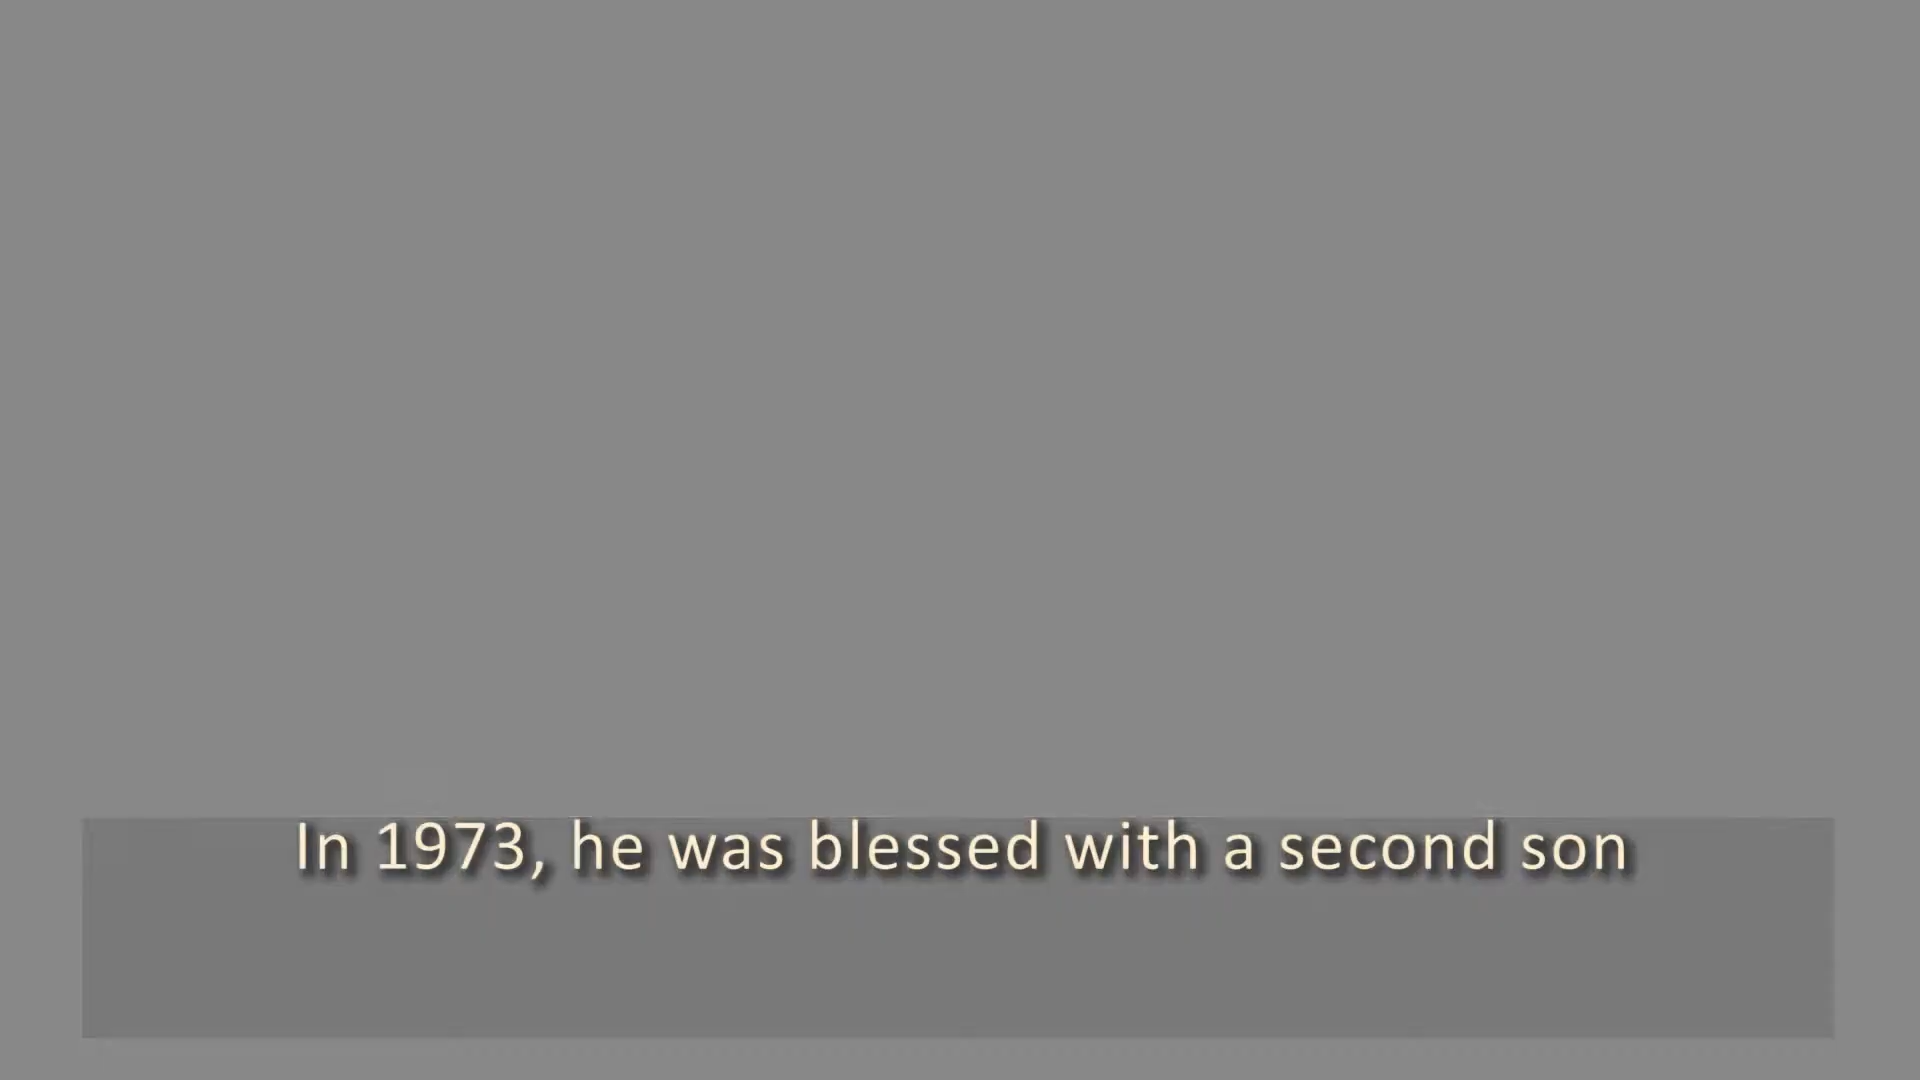 In 1973, he was blessed with a second son